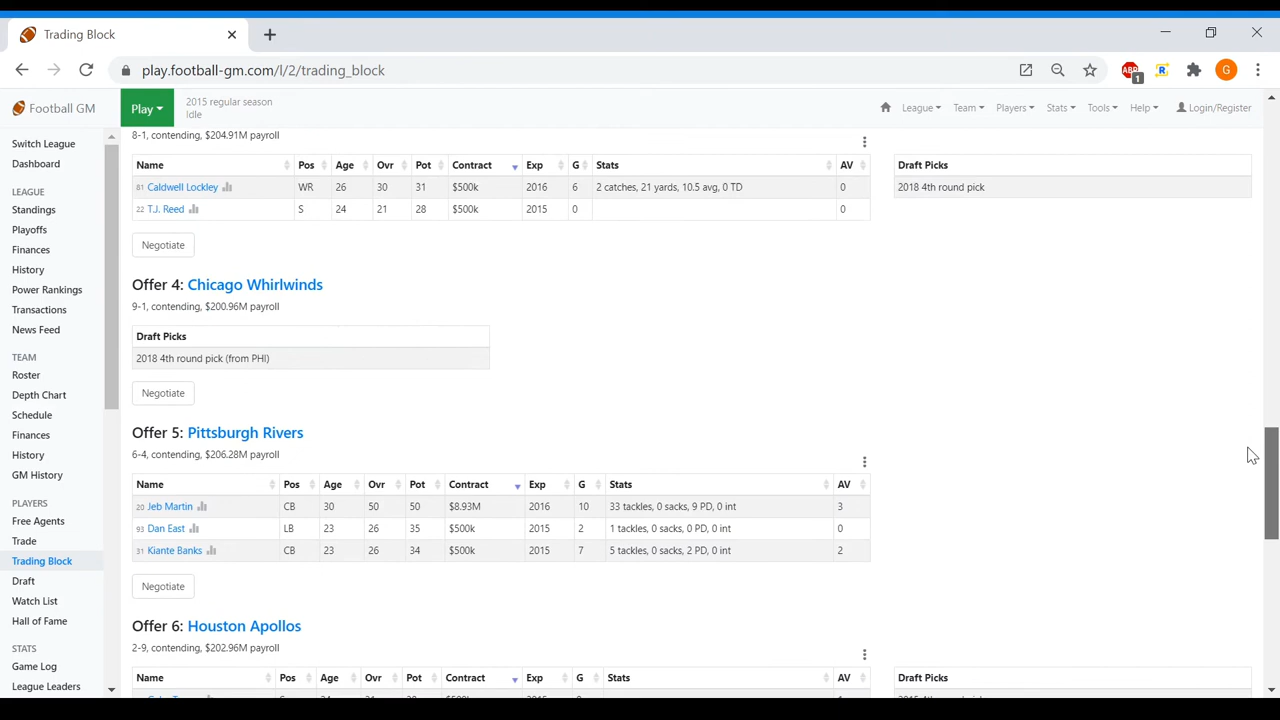 Trading Block
play.football-gm.com/l/2/trading_block
ABP
1
R
G
Football GM
Play
2015 regular season
Idle
League
Team
Players
Stats
Tools
Help
Login/Register
Switch League
Dashboard
LEAGUE
Standings
Playoffs
Finances
History
Power Rankings
Transactions
News Feed
TEAM
Roster
Depth Chart
Schedule
Finances
History
GM History
PLAYERS
Free Agents
Trade
Trading Block
Draft
Watch List
Hall of Fame
STATS
Game Log
League Leaders
8-1, contending, $204.91M payroll
Name Pos Age Ovr Pot Contract Exp G Stats AV
81 Caldwell Lockley WR 26 30 31 $500k 2016 6 2 catches, 21 yards, 10.5 avg, 0 TD 0
22 T.J. Reed S 24 21 28 $500k 2015 0 0
Draft Picks
2018 4th round pick
Negotiate
Offer 4: Chicago Whirlwinds
9-1, contending, $200.96M payroll
Draft Picks
2018 4th round pick (from PHI)
Negotiate
Offer 5: Pittsburgh Rivers
6-4, contending, $206.28M payroll
Name Pos Age Ovr Pot Contract Exp G Stats AV
20 Jeb Martin CB 30 50 50 $8.93M 2016 10 33 tackles, 0 sacks, 9 PD, 0 int 3
93 Dan East LB 23 26 35 $500k 2015 2 1 tackles, 0 sacks, 0 PD, 0 int 0
31 Kiante Banks CB 23 26 34 $500k 2015 7 5 tackles, 0 sacks, 2 PD, 0 int 2
Negotiate
Offer 6: Houston Apollos
2-9, contending, $202.96M payroll
Name Pos Age Ovr Pot Contract Exp G Stats AV
Draft Picks